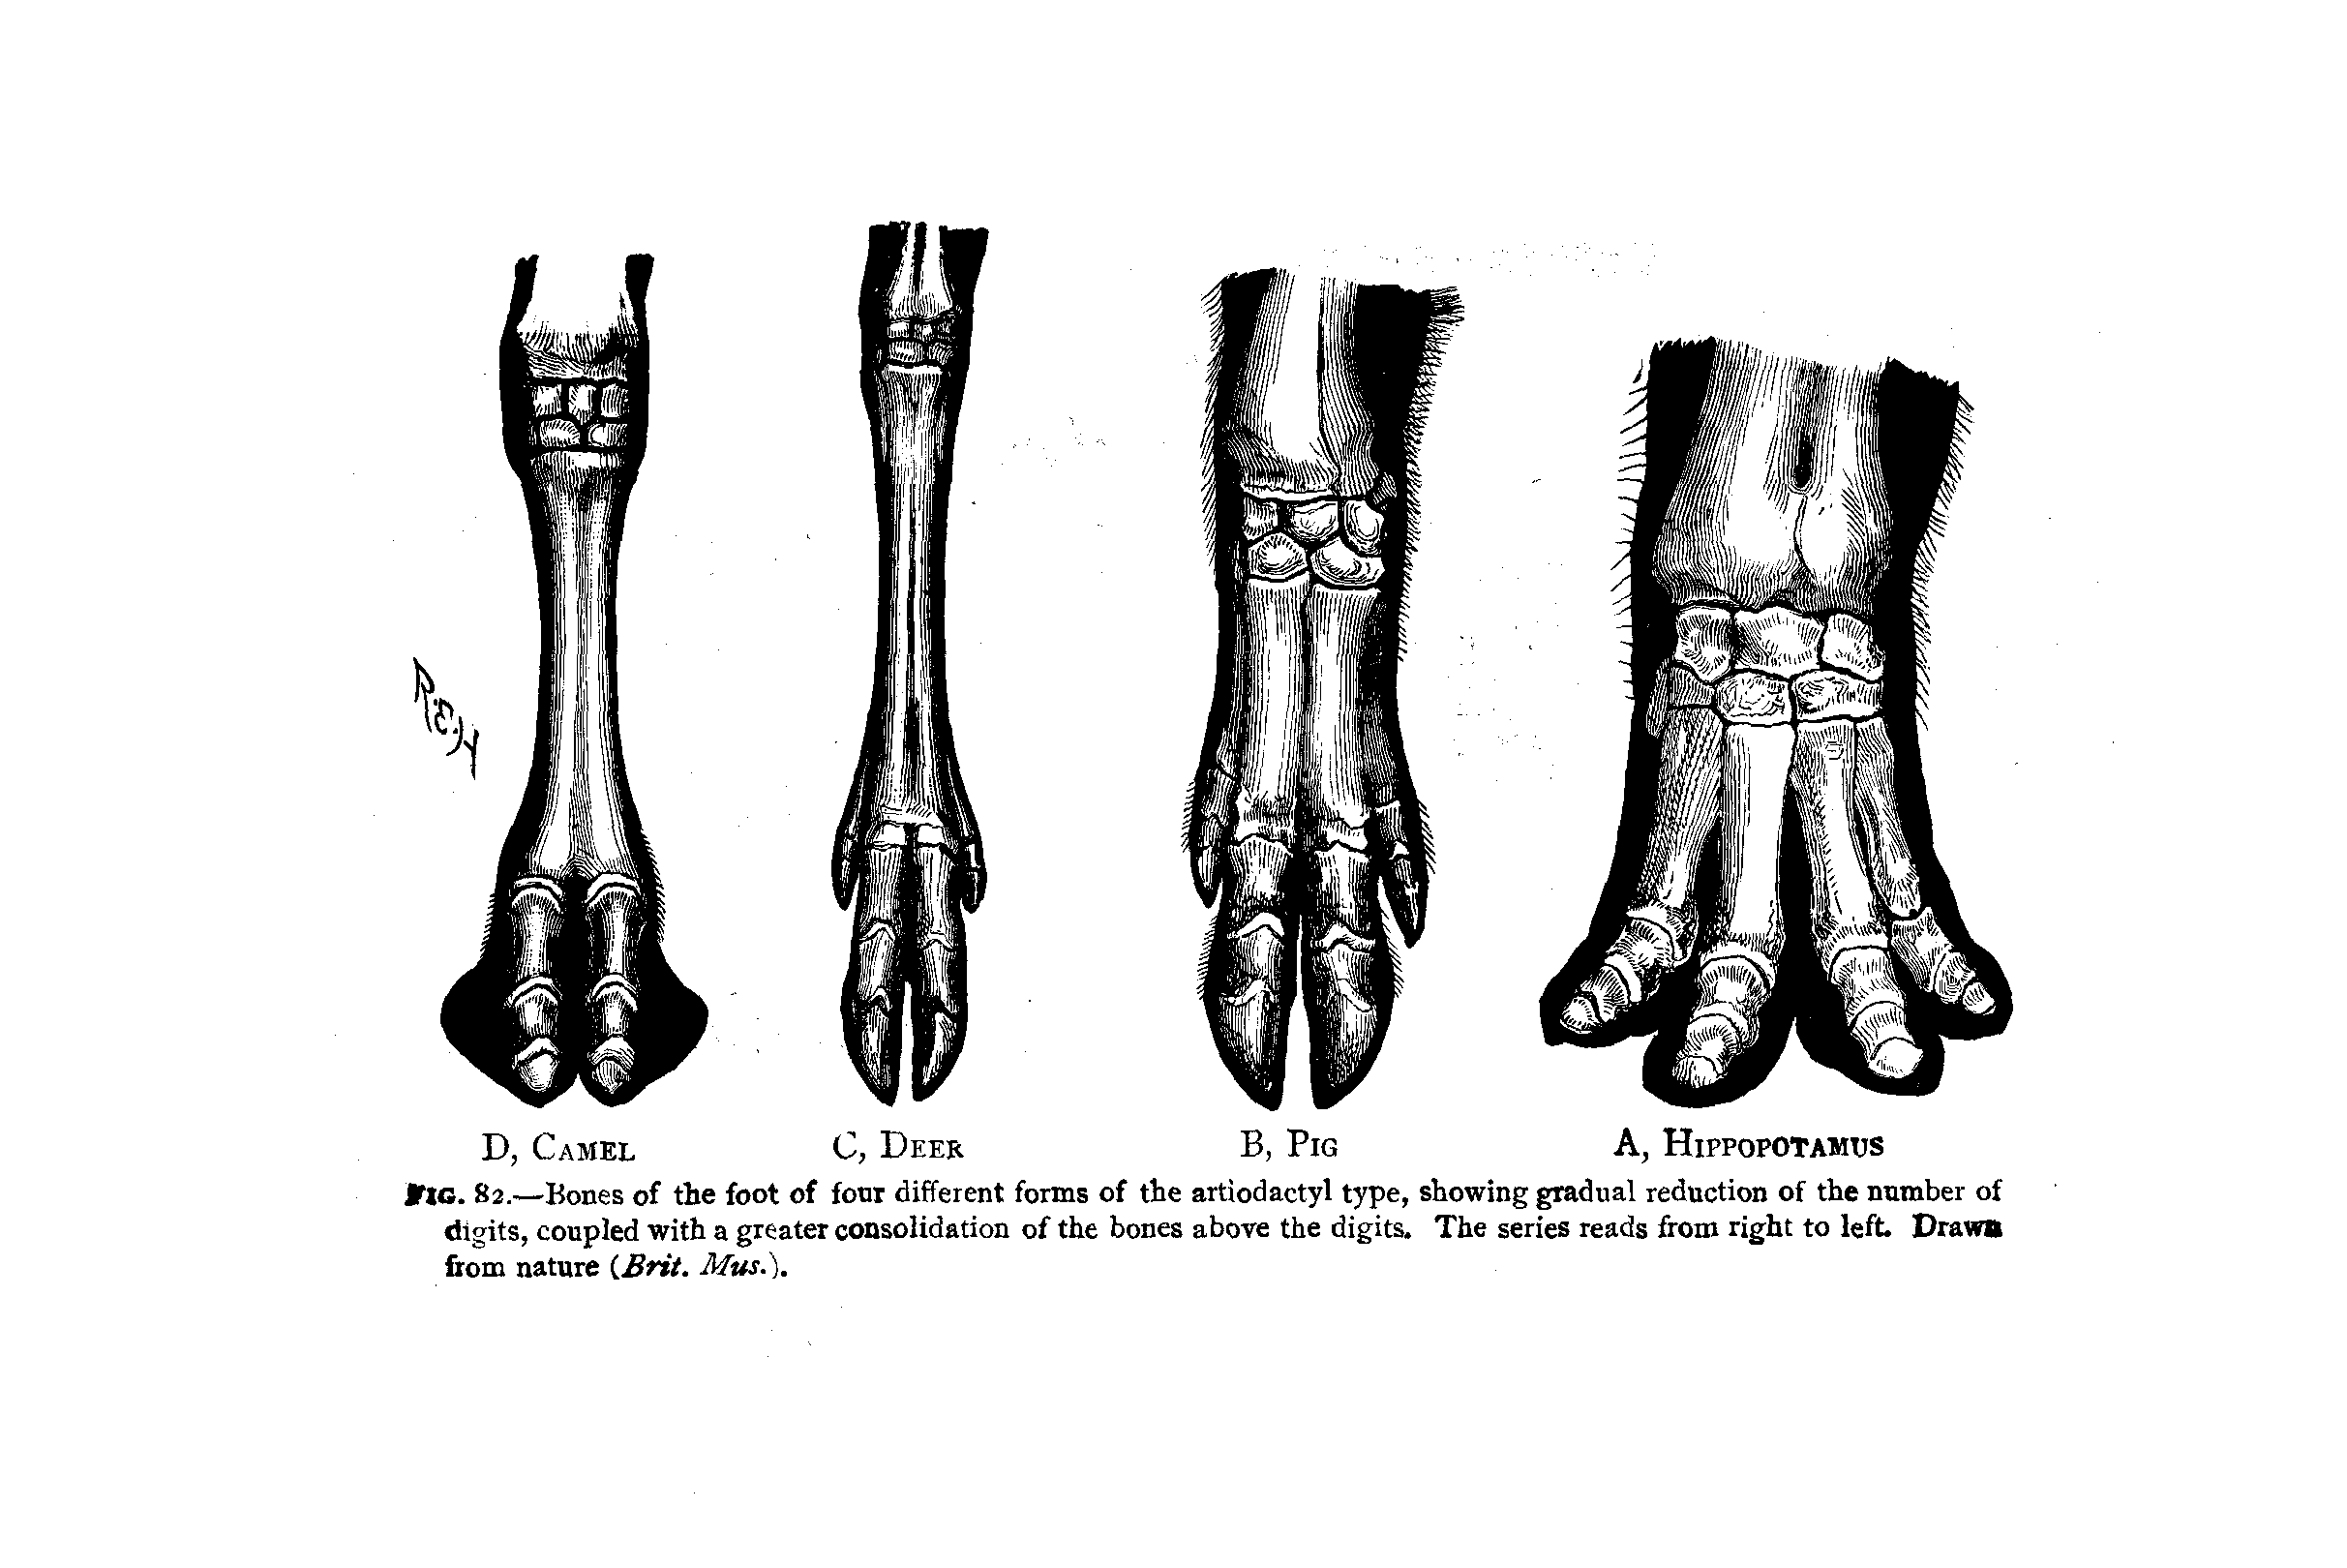 R.E.H
D, CAMEL
C, DEER
B, PIG
A, HIPPOPOTAMUS
FIG. 82.—Bones of the foot of four different forms of the artiodactyl type, showing gradual reduction of the number of
digits, coupled with a greater consolidation of the bones above the digits. The series reads from right to left. Drawn
from nature (Brit. Mus.).